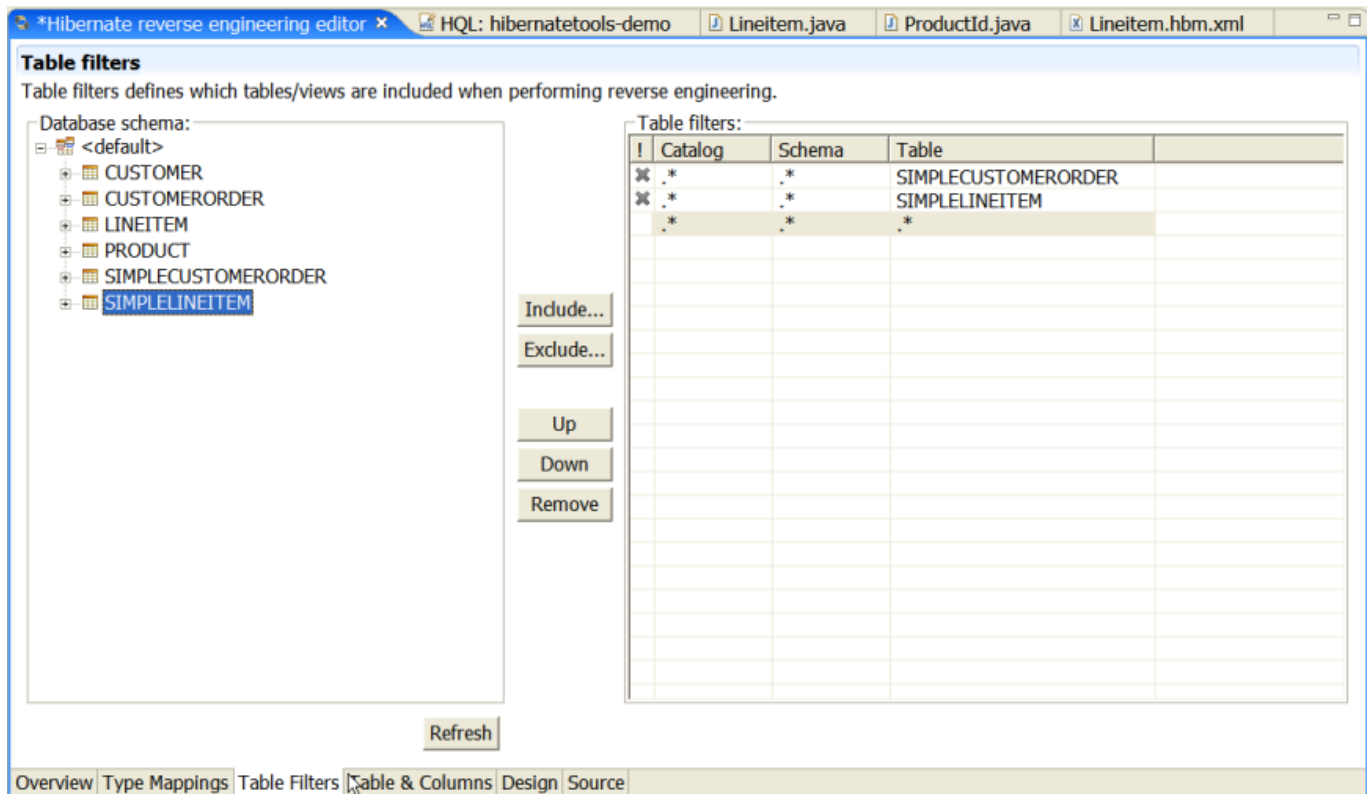 *Hibernate reverse engineering editor HQL: hibernatetools-demo Lineitem.java ProductId.java Lineitem.hbm.xml
Table filters
Table filters defines which tables/views are included when performing reverse engineering.
Database schema:
<default>
CUSTOMER
CUSTOMERORDER
LINEITEM
PRODUCT
SIMPLECUSTOMERORDER
SIMPLELINEITEM
Include...
Exclude...
Up
Down
Remove
Table filters:
! Catalog Schema Table
.* .* SIMPLECUSTOMERORDER
.* .* SIMPLELINEITEM
.* .* .*
Refresh
Overview Type Mappings Table Filters Table & Columns Design Source